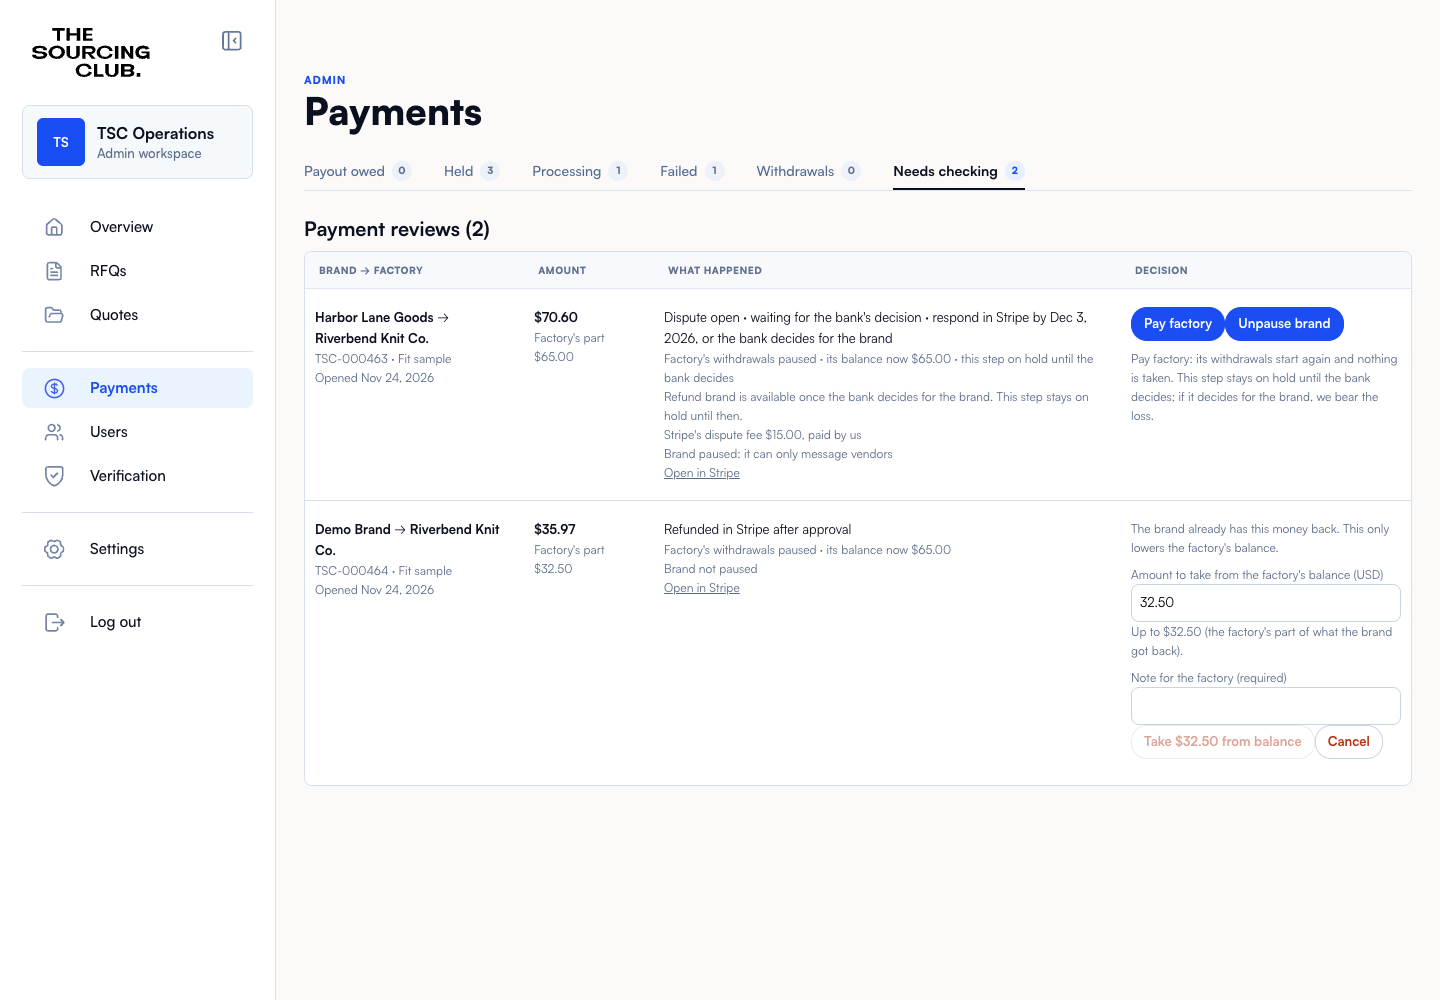 THE
SOURCING
CLUB.
TS
TSC Operations
Admin workspace
Overview
RFQs
Quotes
Payments
Users
Verification
Settings
Log out
ADMIN
Payments
Payout owed 0
Held 3
Processing 1
Failed 1
Withdrawals 0
Needs checking 2
Payment reviews (2)
BRAND → FACTORY
AMOUNT
WHAT HAPPENED
DECISION
Harbor Lane Goods →
Riverbend Knit Co.
TSC-000463 · Fit sample
Opened Nov 24, 2026
$70.60
Factory's part
$65.00
Dispute open · waiting for the bank's decision · respond in Stripe by Dec 3,
2026, or the bank decides for the brand
Factory's withdrawals paused · its balance now $65.00 · this step on hold until the
bank decides
Refund brand is available once the bank decides for the brand. This step stays on
hold until then.
Stripe's dispute fee $15.00, paid by us
Brand paused: it can only message vendors
Open in Stripe
Pay factory
Unpause brand
Pay factory: its withdrawals start again and nothing
is taken. This step stays on hold until the bank
decides; if it decides for the brand, we bear the
loss.
Demo Brand → Riverbend Knit
Co.
TSC-000464 · Fit sample
Opened Nov 24, 2026
$35.97
Factory's part
$32.50
Refunded in Stripe after approval
Factory's withdrawals paused · its balance now $65.00
Brand not paused
Open in Stripe
The brand already has this money back. This only
lowers the factory's balance.
Amount to take from the factory's balance (USD)
32.50
Up to $32.50 (the factory's part of what the brand
got back).
Note for the factory (required)
Take $32.50 from balance
Cancel